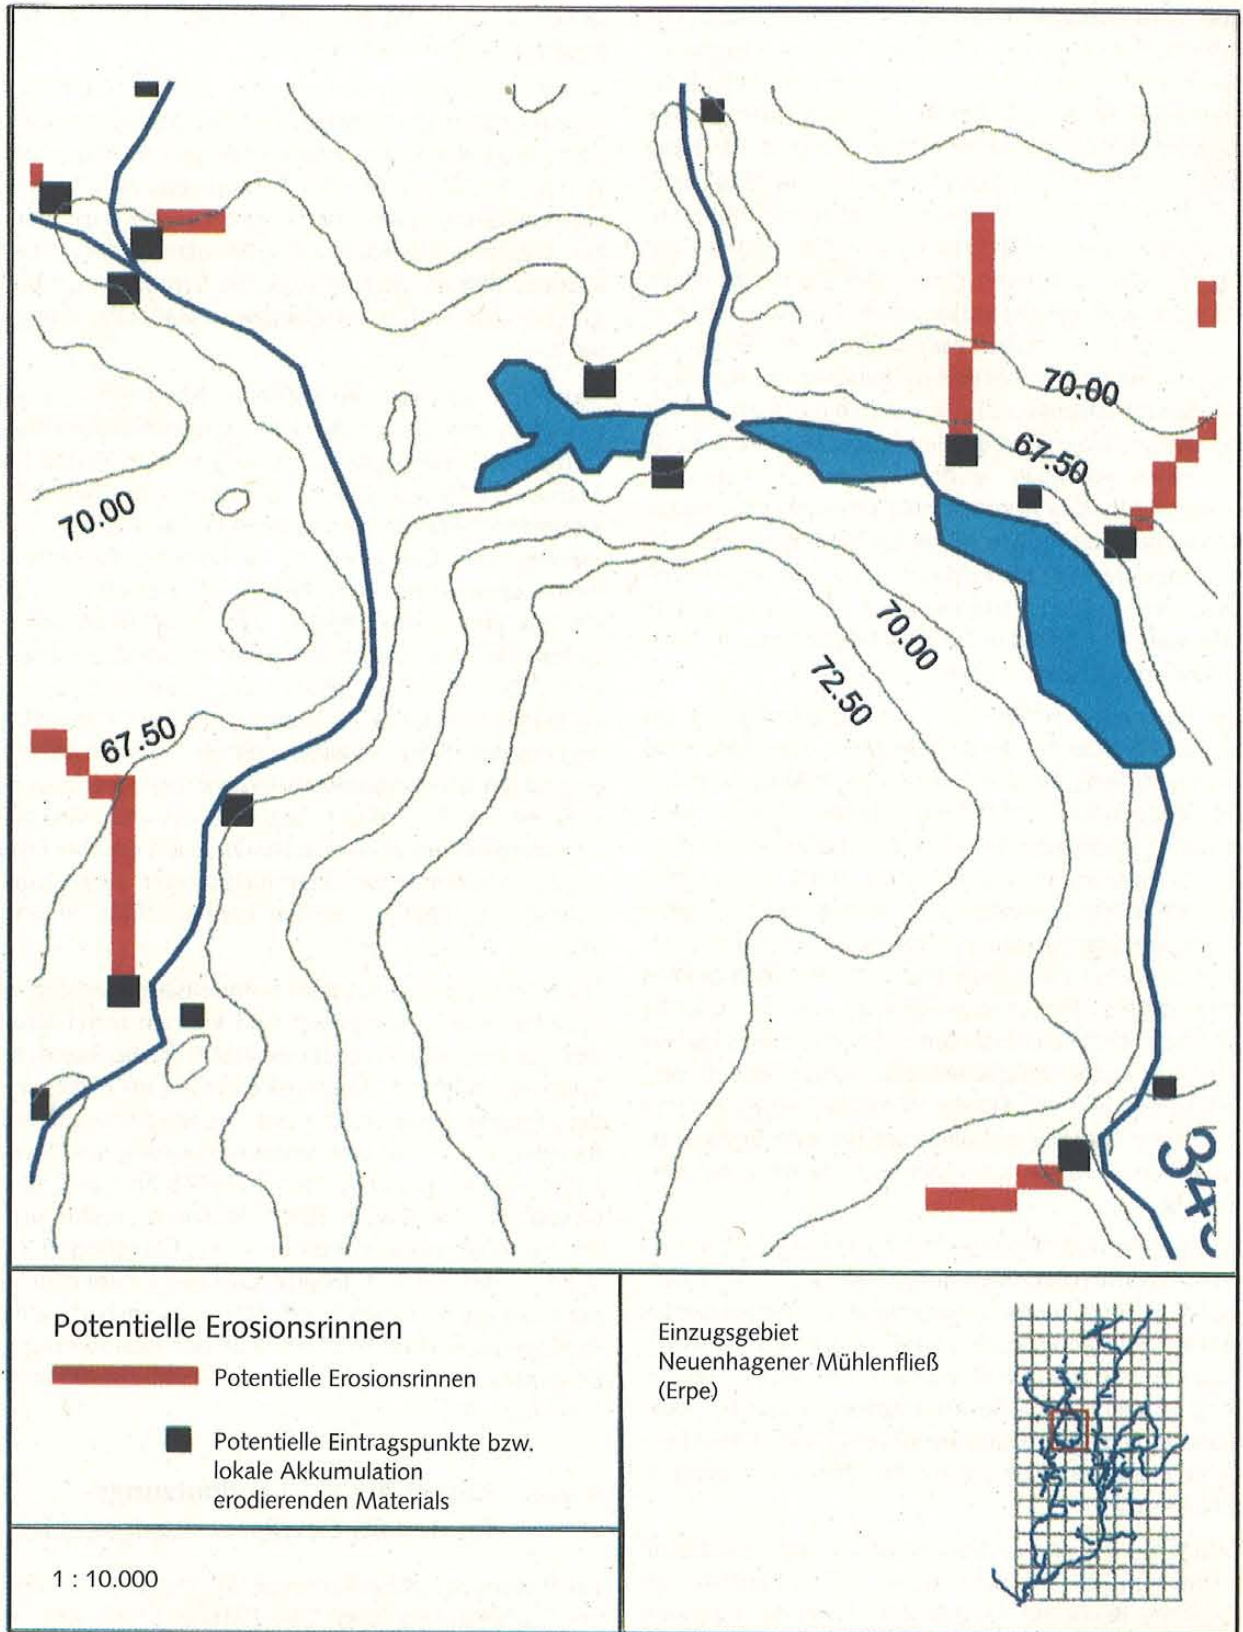 70.00
67.50
70.00
70.00
72.50
67.50
34
Potentielle Erosionsrinnen
Potentielle Erosionsrinnen
Potentielle Eintragspunkte bzw.
lokale Akkumulation
erodierenden Materials
1 : 10.000
Einzugsgebiet
Neuenhagener Mühlenfließ
(Erpe)